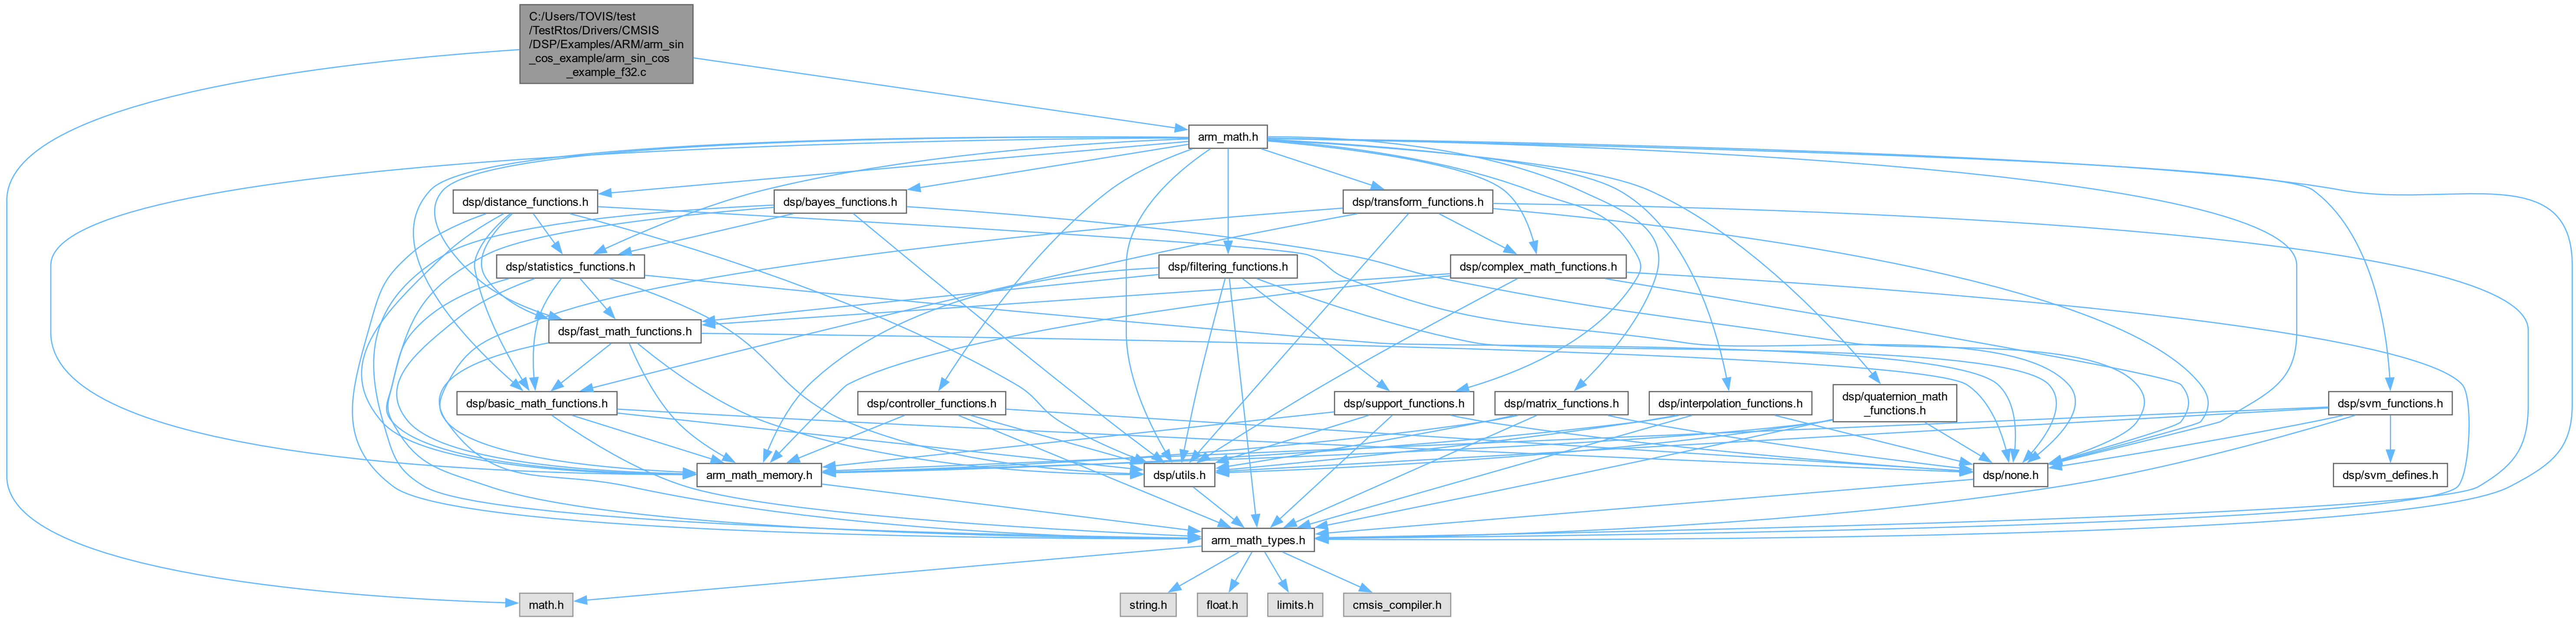 C:/Users/TOVIS/test
/TestRtos/Drivers/CMSIS
/DSP/Examples/ARM/arm_sin
_cos_example/arm_sin_cos
_example_f32.c
arm_math.h
dsp/distance_functions.h
dsp/bayes_functions.h
dsp/transform_functions.h
dsp/statistics_functions.h
dsp/filtering_functions.h
dsp/complex_math_functions.h
dsp/fast_math_functions.h
dsp/basic_math_functions.h
dsp/controller_functions.h
dsp/support_functions.h
dsp/matrix_functions.h
dsp/interpolation_functions.h
dsp/quaternion_math
_functions.h
dsp/svm_functions.h
arm_math_memory.h
dsp/utils.h
dsp/none.h
dsp/svm_defines.h
arm_math_types.h
math.h
string.h
float.h
limits.h
cmsis_compiler.h